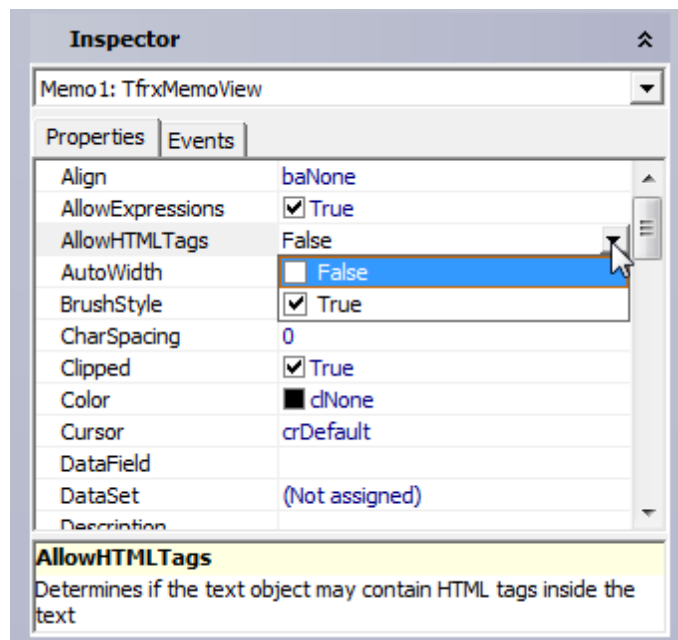 Inspector
Memo1: TfrxMemoView
Properties Events
Align baNone
AllowExpressions True
AllowHTMLTags False
AutoWidth False
BrushStyle True
CharSpacing 0
Clipped True
Color clNone
Cursor crDefault
DataField
DataSet (Not assigned)
Description
AllowHTMLTags
Determines if the text object may contain HTML tags inside the
text